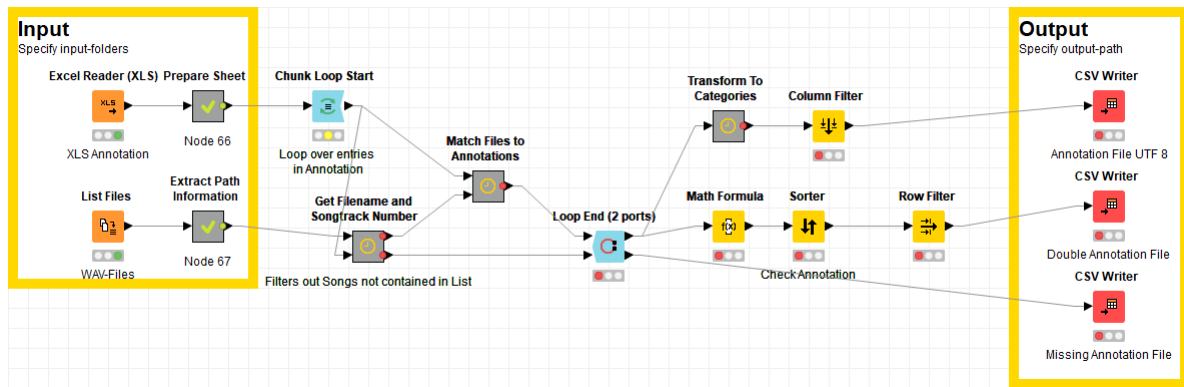 Input
Specify input-folders
Excel Reader (XLS)
XLS
XLS Annotation
Prepare Sheet
Node 66
List Files
WAV-Files
Extract Path
Information
Node 67
Chunk Loop Start
Loop over entries
in Annotation
Get Filename and
Songtrack Number
Filters out Songs not contained in List
Match Files to
Annotations
Loop End (2 ports)
Transform To
Categories
Column Filter
Math Formula
f(x)
Sorter
Check Annotation
Row Filter
Output
Specify output-path
CSV Writer
Annotation File UTF 8
CSV Writer
Double Annotation File
CSV Writer
Missing Annotation File